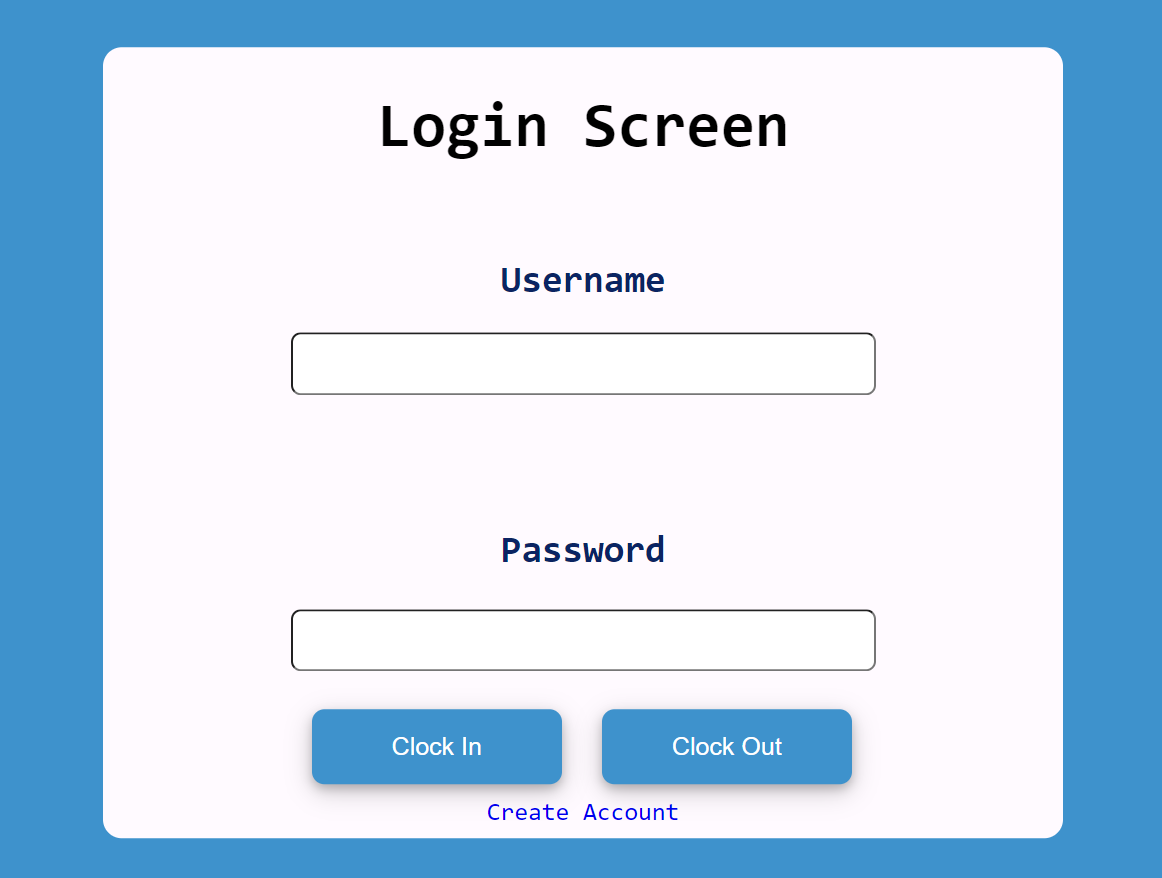 Login Screen
Username
Password
Clock In Clock Out
Create Account